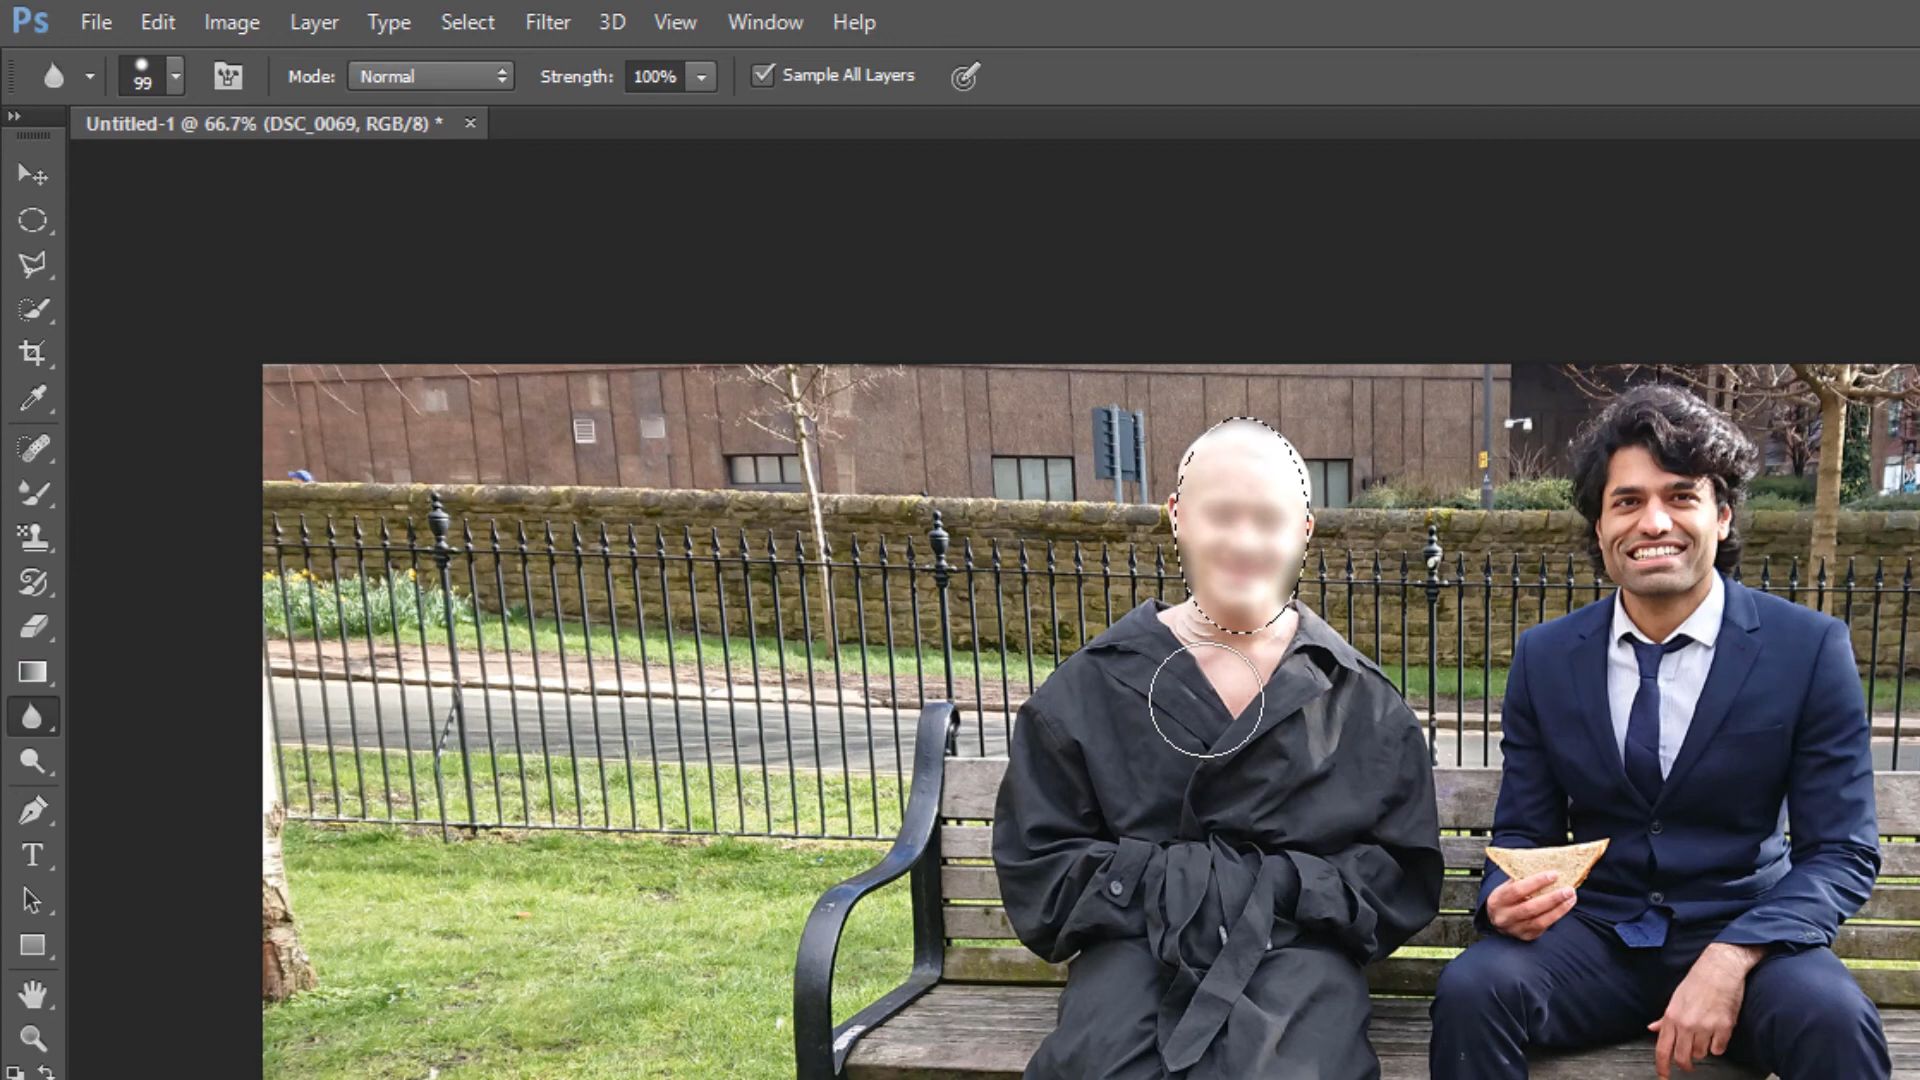 Ps File Edit Image Layer Type Select Filter 3D View Window Help
99 Mode: Normal Strength: 100% Sample All Layers
Untitled-1 @ 66.7% (DSC_0069, RGB/8) * ×
T